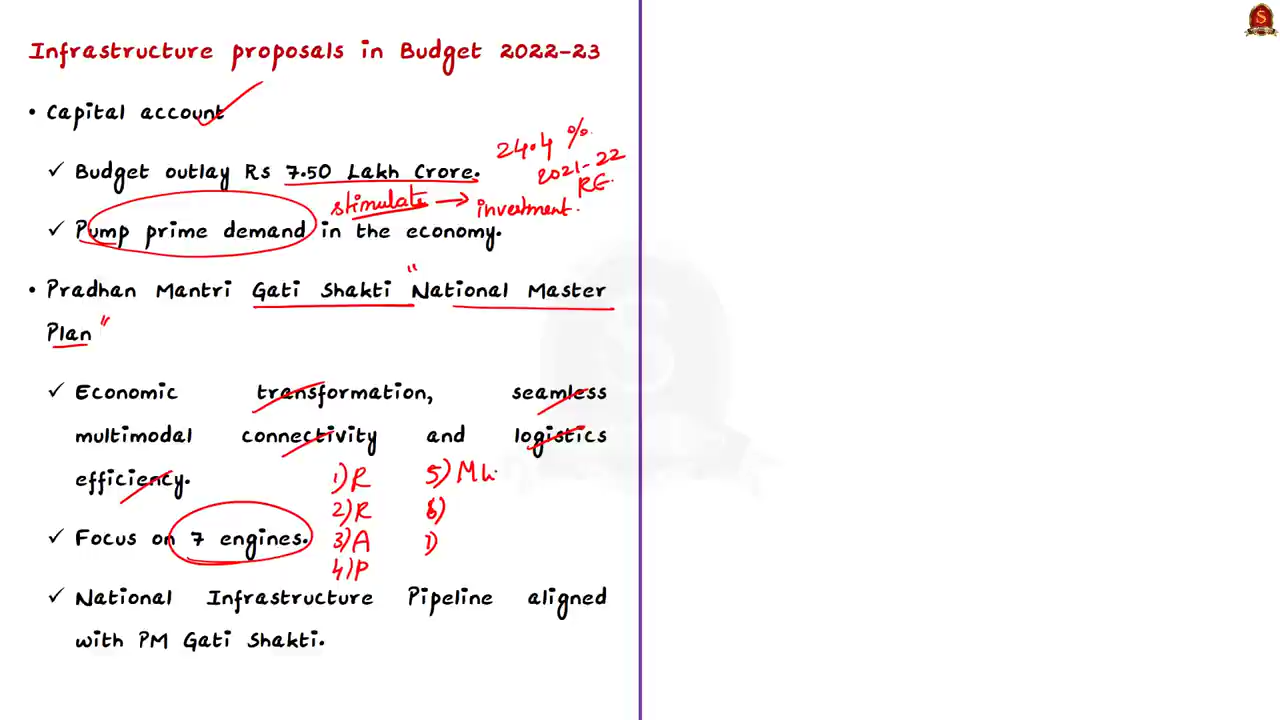 Infrastructure proposals in Budget 2022-23
• Capital account
✓ Budget outlay Rs 7.50 Lakh Crore.
24.4 %
2021-22
RE.
stimulate → investment.
✓ Pump prime demand in the economy.
• Pradhan Mantri Gati Shakti "National Master
Plan"
✓ Economic transformation, seamless
multimodal connectivity and logistics
efficiency.
1) R
2) R
3) A
4) P
5) M
6)
✓ Focus on 7 engines.
✓ National Infrastructure Pipeline aligned
with PM Gati Shakti.
S